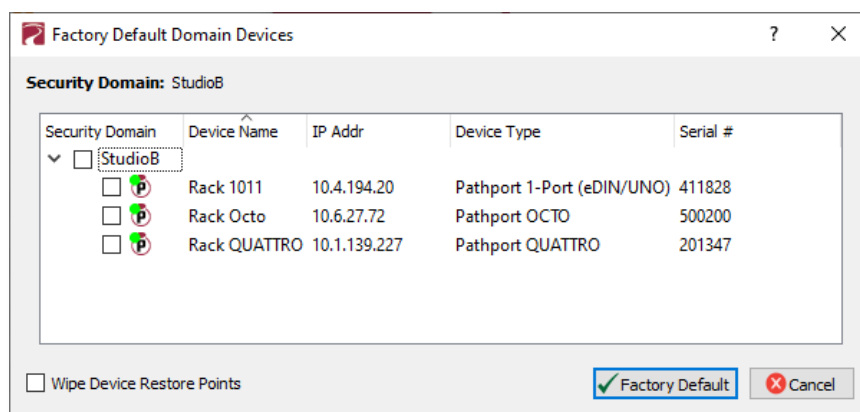 Factory Default Domain Devices ?
Security Domain: StudioB
Security Domain Device Name IP Addr Device Type Serial #
StudioB
Rack 1011 10.4.194.20 Pathport 1-Port (eDIN/UNO) 411828
Rack Octo 10.6.27.72 Pathport OCTO 500200
Rack QUATTRO 10.1.139.227 Pathport QUATTRO 201347
Wipe Device Restore Points Factory Default Cancel